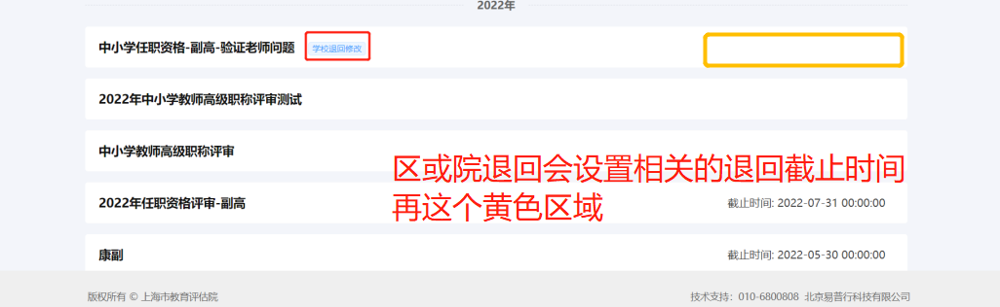 2022年
中小学任职资格-副高-验证老师问题 学校退回修改
2022年中小学教师高级职称评审测试
中小学教师高级职称评审
区或院退回会设置相关的退回截止时间
再这个黄色区域
2022年任职资格评审-副高 截止时间: 2022-07-31 00:00:00
康副 截止时间: 2022-05-30 00:00:00
版权所有 © 上海市教育评估院 技术支持：010-6800808 北京易普行科技有限公司